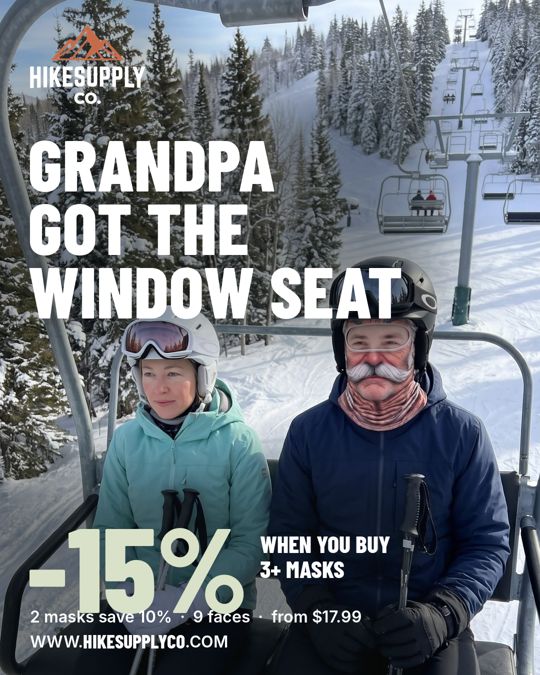 HIKESUPPLY
CO.
GRANDPA
GOT THE
WINDOW SEAT
-15%
WHEN YOU BUY
3+ MASKS
2 masks save 10% · 9 faces · from $17.99
WWW.HIKESUPPLYCO.COM